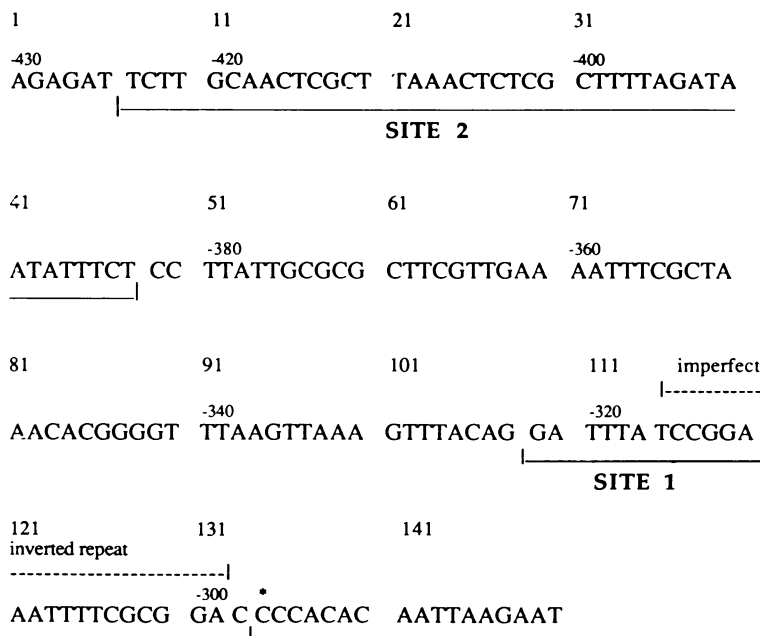 1 11 21 31
-430 -420 -400
AGAGAT TCTT GCAACTCGCT TAAACTCTCG CTTTTAGATA
SITE 2
41 51 61 71
-380 -360
ATATTTCT CC TTATTGCGCG CTTCGTTGAA AATTTCGCTA
81 91 101 111 imperfect
-340 -320
AACACGGGGT TTAAGTTAAA GTTTACAG GA TTTA TCCGGA
SITE 1
121 131 141
inverted repeat
-300 *
AATTTTCGCG GA C CCCACAC AATTAAGAAT